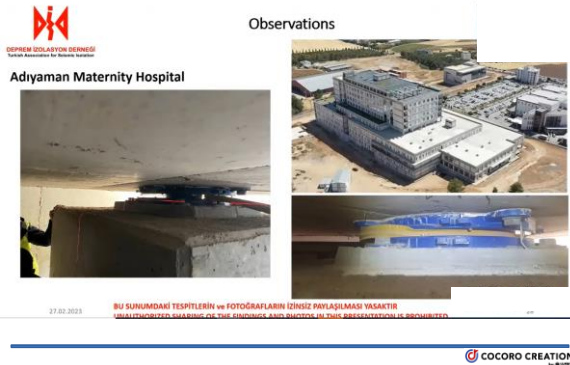 Observations
DEPREM İZOLASYON DERNEĞİ
Turkish Association for Seismic Isolation
Adıyaman Maternity Hospital
27.02.2023
BU SUNUMDAKİ TESPİTLERİN ve FOTOĞRAFLARIN İZİNSİZ PAYLAŞILMASI YASAKTIR
UNAUTHORIZED SHARING OF THE FINDINGS AND PHOTOS IN THIS PRESENTATION IS PROHIBITED
COCORO CREATION